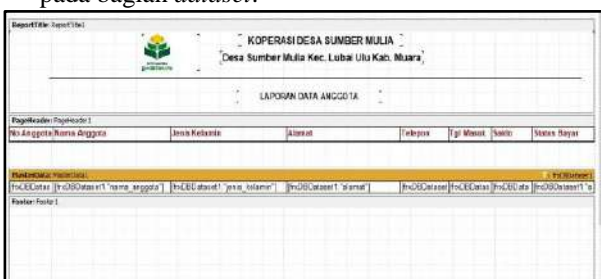 pada bagian dataset.
ReportTitle: ReportTitle1
KOPERASI DESA SUMBER MULIA
Desa Sumber Mulia Kec. Lubai Ulu Kab. Muara
LAPORAN DATA ANGGOTA
PageHeader: PageHeader1
No Anggota Nama Anggota Jenis Kelamin Alamat Telepon Tgl Masuk Saldo Status Bayar
MasterData: MasterData1 frxDBDataset1
[frxDBDatas [frxDBDataset1."nama_anggota"] [frxDBDataset1."jenis_kelamin"] [frxDBDataset1."alamat"] [frxDBDataset [frxDBDatas [frxDBData [frxDBDataset1."s
Footer: Footer1